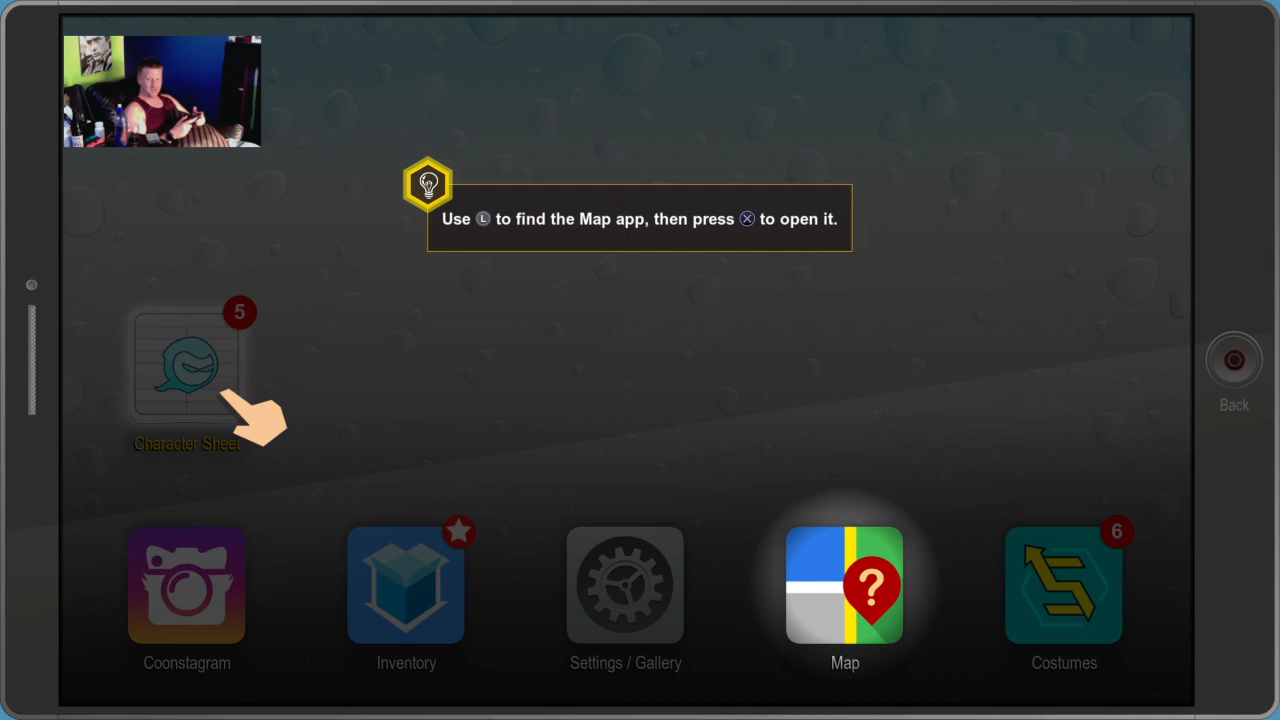 Use L to find the Map app, then press X to open it.
5
Character Sheet
Back
6
?
Coonstagram
Inventory
Settings / Gallery
Map
Costumes